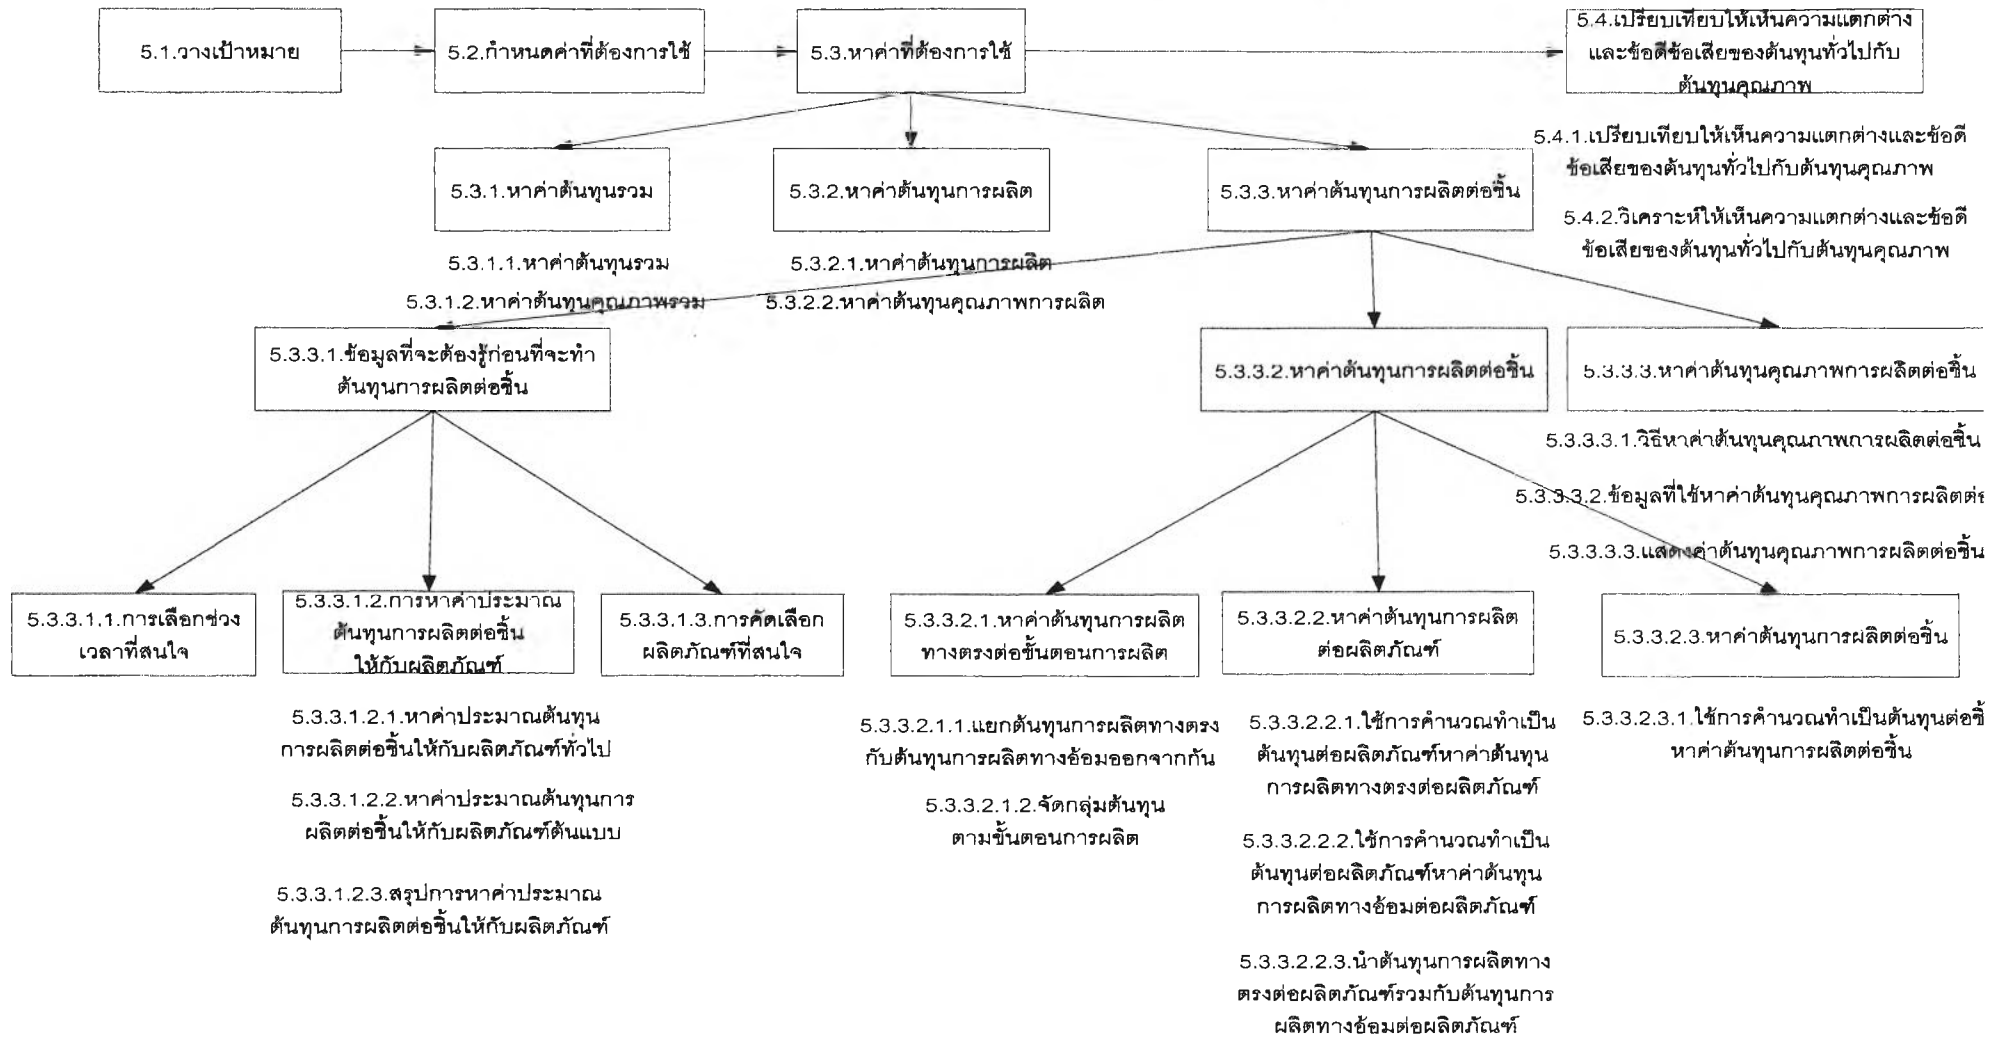 5.1.วางเป้าหมาย
5.2.กำหนดค่าที่ต้องการใช้
5.3.หาค่าที่ต้องการใช้
5.4.เปรียบเทียบให้เห็นความแตกต่าง
และข้อดีข้อเสียของต้นทุนทั่วไปกับ
ต้นทุนคุณภาพ
5.4.1.เปรียบเทียบให้เห็นความแตกต่างและข้อดี
ข้อเสียของต้นทุนทั่วไปกับต้นทุนคุณภาพ
5.4.2.วิเคราะห์ให้เห็นความแตกต่างและข้อดี
ข้อเสียของต้นทุนทั่วไปกับต้นทุนคุณภาพ
5.3.1.หาค่าต้นทุนรวม
5.3.2.หาค่าต้นทุนการผลิต
5.3.3.หาค่าต้นทุนการผลิตต่อชิ้น
5.3.1.1.หาค่าต้นทุนรวม
5.3.1.2.หาค่าต้นทุนคุณภาพรวม
5.3.2.1.หาค่าต้นทุนการผลิต
5.3.2.2.หาค่าต้นทุนคุณภาพการผลิต
5.3.3.1.ข้อมูลที่จะต้องรู้ก่อนที่จะทำ
ต้นทุนการผลิตต่อชิ้น
5.3.3.2.หาค่าต้นทุนการผลิตต่อชิ้น
5.3.3.3.หาค่าต้นทุนคุณภาพการผลิตต่อชิ้น
5.3.3.3.1.วิธีหาค่าต้นทุนคุณภาพการผลิตต่อชิ้น
5.3.3.3.2.ข้อมูลที่ใช้หาค่าต้นทุนคุณภาพการผลิตต่
5.3.3.3.3.แสดงค่าต้นทุนคุณภาพการผลิตต่อชิ้น
5.3.3.1.1.การเลือกช่วง
เวลาที่สนใจ
5.3.3.1.2.การหาค่าประมาณ
ต้นทุนการผลิตต่อชิ้น
ให้กับผลิตภัณฑ์
5.3.3.1.3.การคัดเลือก
ผลิตภัณฑ์ที่สนใจ
5.3.3.2.1.หาค่าต้นทุนการผลิต
ทางตรงต่อขั้นตอนการผลิต
5.3.3.2.2.หาค่าต้นทุนการผลิต
ต่อผลิตภัณฑ์
5.3.3.2.3.หาค่าต้นทุนการผลิตต่อชิ้น
5.3.3.1.2.1.หาค่าประมาณต้นทุน
การผลิตต่อชิ้นให้กับผลิตภัณฑ์ทั่วไป
5.3.3.1.2.2.หาค่าประมาณต้นทุนการ
ผลิตต่อชิ้นให้กับผลิตภัณฑ์ต้นแบบ
5.3.3.1.2.3.สรุปการหาค่าประมาณ
ต้นทุนการผลิตต่อชิ้นให้กับผลิตภัณฑ์
5.3.3.2.1.1.แยกต้นทุนการผลิตทางตรง
กับต้นทุนการผลิตทางอ้อมออกจากกัน
5.3.3.2.1.2.จัดกลุ่มต้นทุน
ตามขั้นตอนการผลิต
5.3.3.2.2.1.ใช้การคำนวณทำเป็น
ต้นทุนต่อผลิตภัณฑ์หาค่าต้นทุน
การผลิตทางตรงต่อผลิตภัณฑ์
5.3.3.2.2.2.ใช้การคำนวณทำเป็น
ต้นทุนต่อผลิตภัณฑ์หาค่าต้นทุน
การผลิตทางอ้อมต่อผลิตภัณฑ์
5.3.3.2.2.3.นำต้นทุนการผลิตทาง
ตรงต่อผลิตภัณฑ์รวมกับต้นทุนการ
ผลิตทางอ้อมต่อผลิตภัณฑ์
5.3.3.2.3.1.ใช้การคำนวณทำเป็นต้นทุนต่อชิ้
หาค่าต้นทุนการผลิตต่อชิ้น